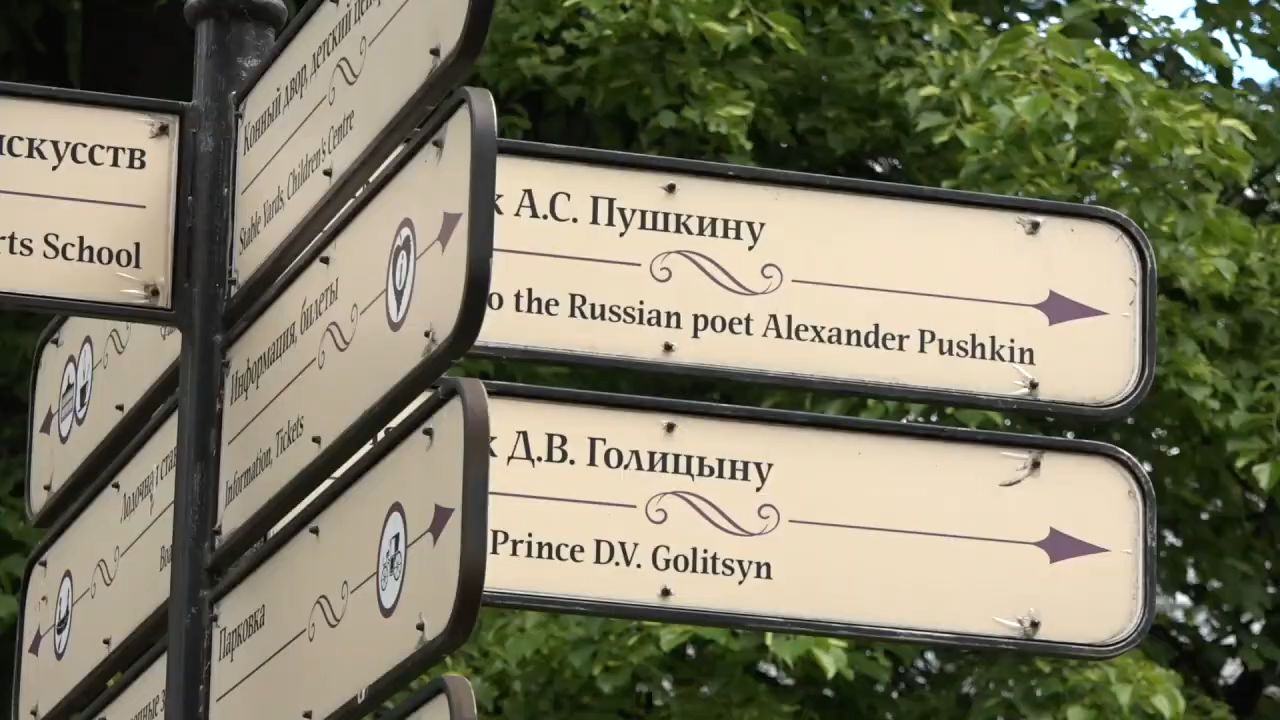 искусств
rts School
Конный двор, детский
Stable Yards, Children's Centre
Информация, билеты
Information, Tickets
Парковка
к А.С. Пушкину
to the Russian poet Alexander Pushkin
к Д.В. Голицыну
Prince D.V. Golitsyn